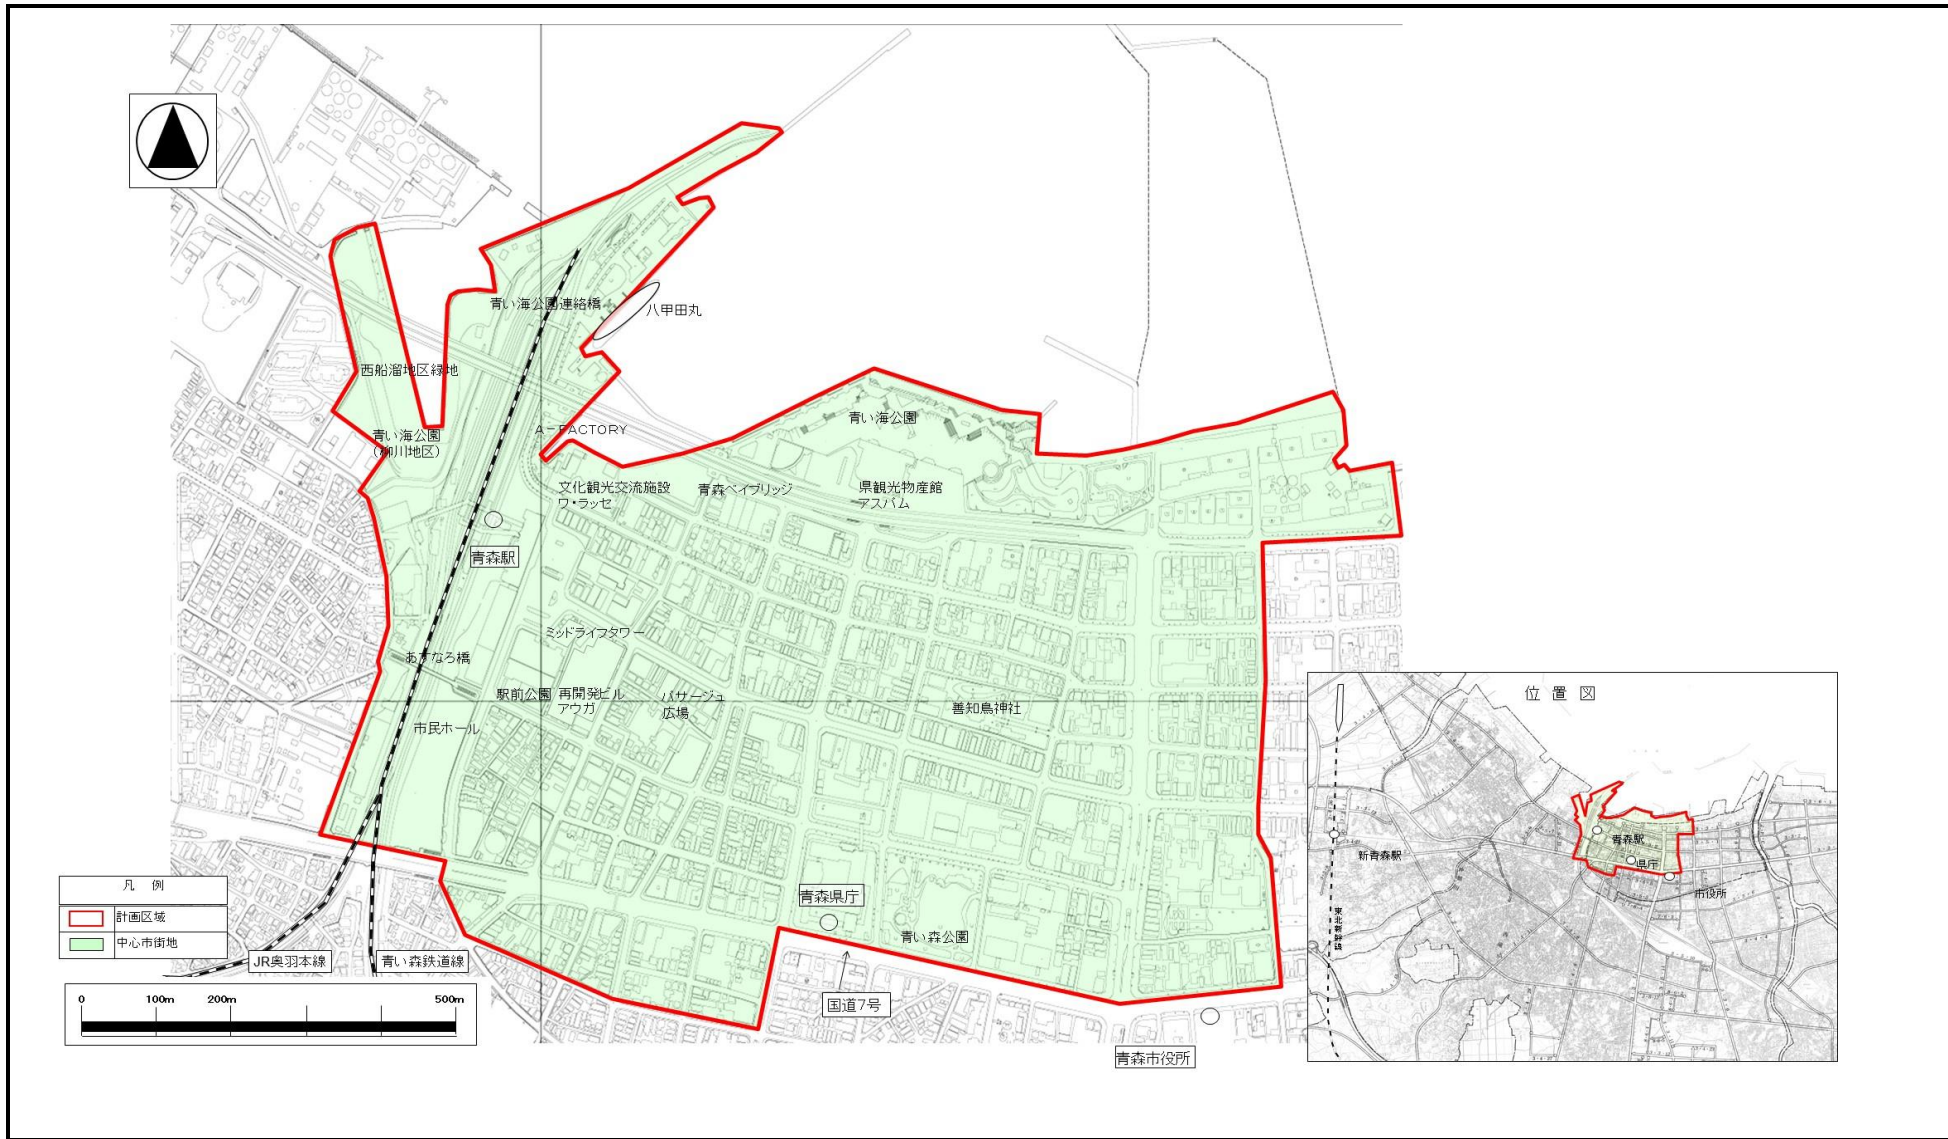 青い海公園連絡橋
八甲田丸
西船溜地区緑地
青い海公園
A-FACTORY
青い海公園
（柳川地区）
文化観光交流施設
ワ・ラッセ
青森ベイブリッジ
県観光物産館
アスパム
青森駅
ミッドライフタワー
あすなろ橋
駅前公園
再開発ビル
アウガ
パサージュ
広場
善知鳥神社
市民ホール
位 置 図
青森駅
新青森駅
県庁
市役所
東北新幹線
凡 例
計画区域
中心市街地
青森県庁
青い森公園
JR奥羽本線
青い森鉄道線
国道7号
0 100m 200m 500m
青森市役所